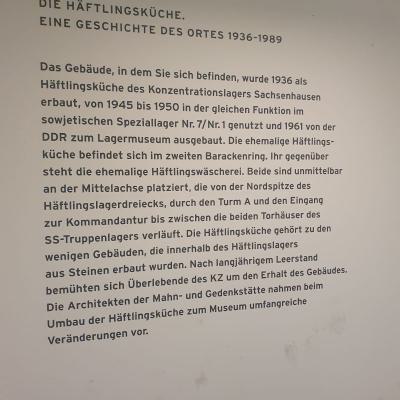 DIE HÄFTLINGSKÜCHE.
EINE GESCHICHTE DES ORTES 1936-1989
Das Gebäude, in dem Sie sich befinden, wurde 1936 als
Häftlingsküche des Konzentrationslagers Sachsenhausen
erbaut, von 1945 bis 1950 in der gleichen Funktion im
sowjetischen Speziallager Nr. 7/Nr. 1 genutzt und 1961 von der
DDR zum Lagermuseum ausgebaut. Die ehemalige Häftlings-
küche befindet sich im zweiten Barackenring. Ihr gegenüber
steht die ehemalige Häftlingswäscherei. Beide sind unmittelbar
an der Mittelachse platziert, die von der Nordspitze des
Häftlingslagerdreiecks, durch den Turm A und den Eingang
zur Kommandantur bis zwischen die beiden Torhäuser des
SS-Truppenlagers verläuft. Die Häftlingsküche gehört zu den
wenigen Gebäuden, die innerhalb des Häftlingslagers
aus Steinen erbaut wurden. Nach langjährigem Leerstand
bemühten sich Überlebende des KZ um den Erhalt des Gebäudes.
Die Architekten der Mahn- und Gedenkstätte nahmen beim
Umbau der Häftlingsküche zum Museum umfangreiche
Veränderungen vor.